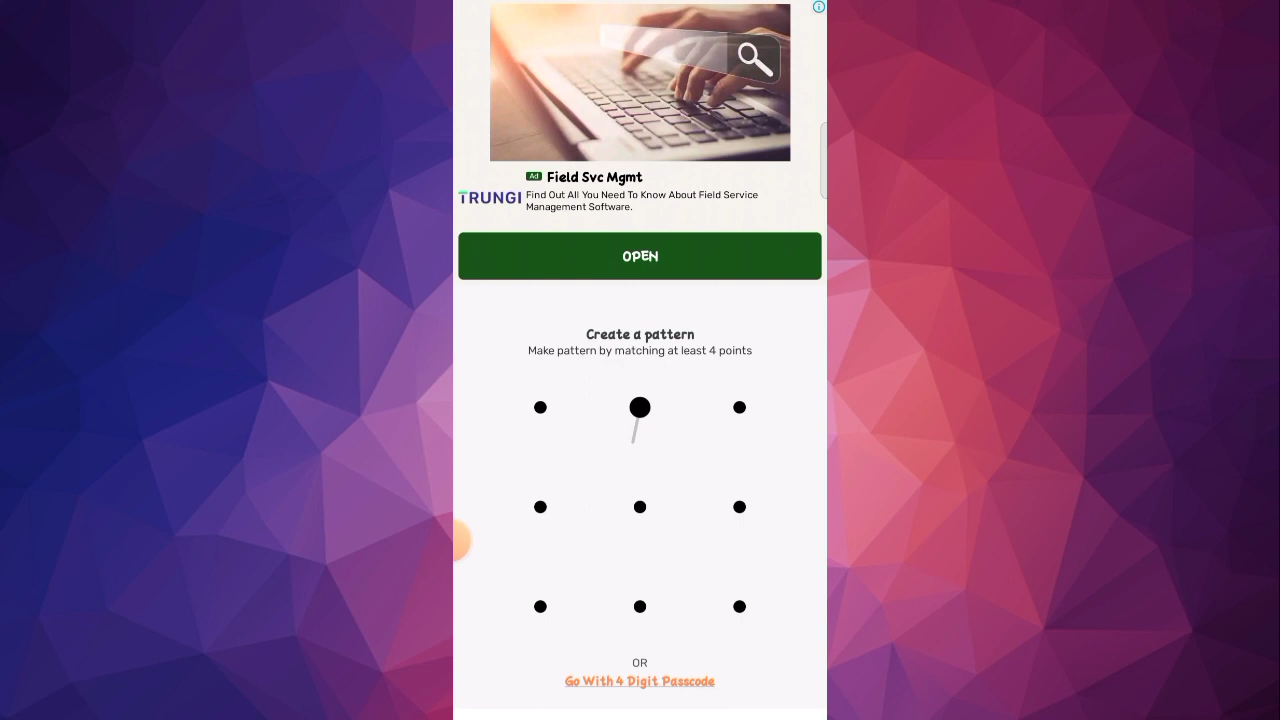 Ad Field Svc Mgmt
TRUNGI
Find Out All You Need To Know About Field Service
Management Software.
OPEN
Create a pattern
Make pattern by matching at least 4 points
OR
Go With 4 Digit Passcode